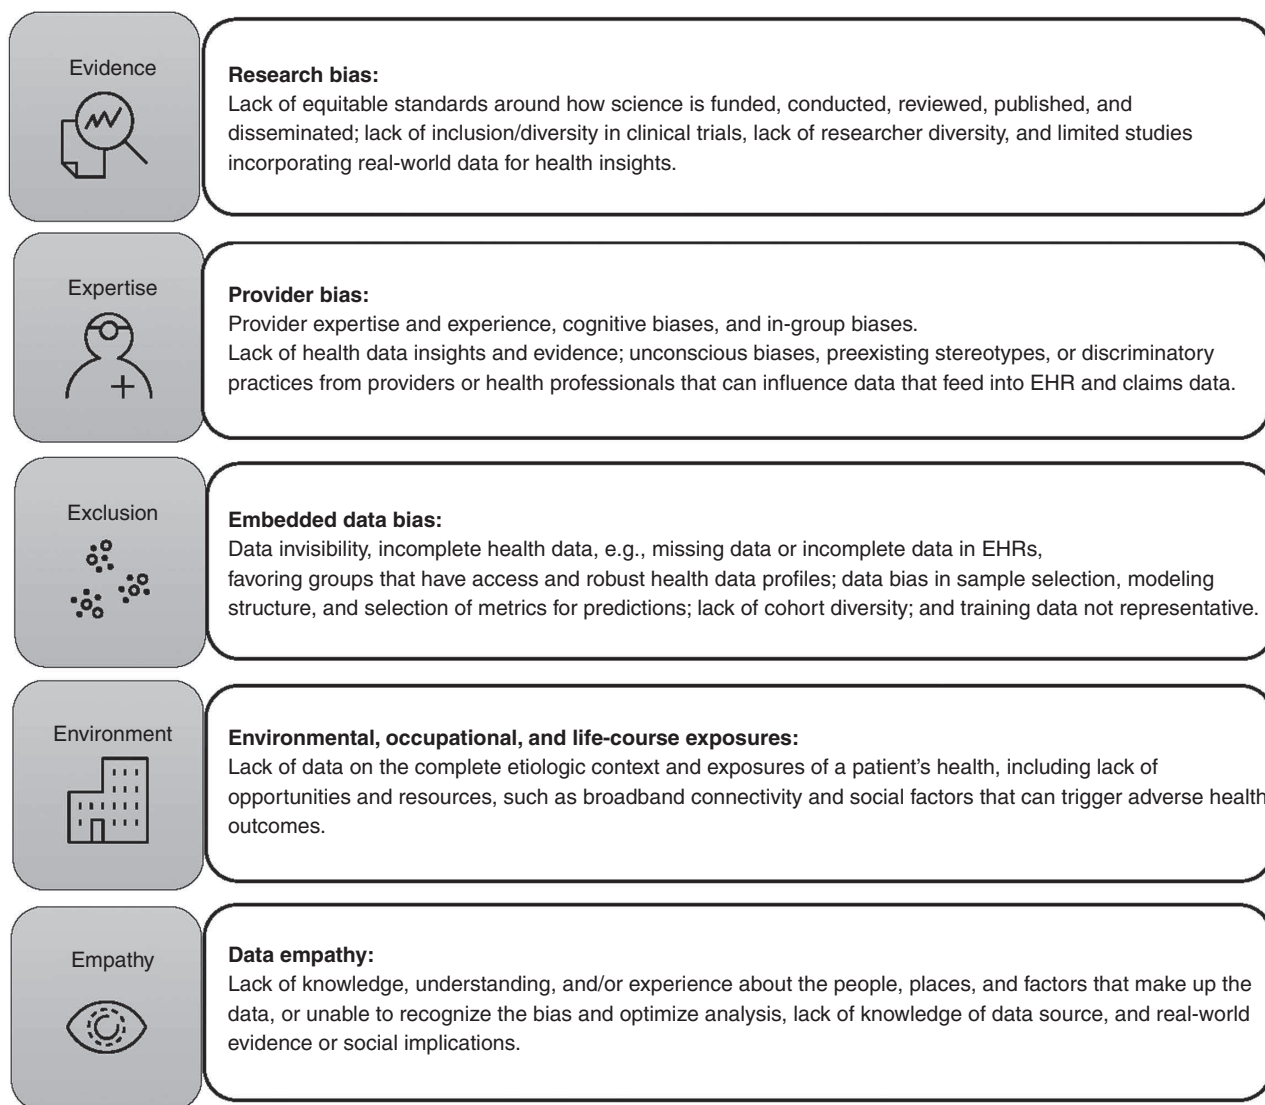 Evidence
Research bias:
Lack of equitable standards around how science is funded, conducted, reviewed, published, and
disseminated; lack of inclusion/diversity in clinical trials, lack of researcher diversity, and limited studies
incorporating real-world data for health insights.
Expertise
Provider bias:
Provider expertise and experience, cognitive biases, and in-group biases.
Lack of health data insights and evidence; unconscious biases, preexisting stereotypes, or discriminatory
practices from providers or health professionals that can influence data that feed into EHR and claims data.
Exclusion
Embedded data bias:
Data invisibility, incomplete health data, e.g., missing data or incomplete data in EHRs,
favoring groups that have access and robust health data profiles; data bias in sample selection, modeling
structure, and selection of metrics for predictions; lack of cohort diversity; and training data not representative.
Environment
Environmental, occupational, and life-course exposures:
Lack of data on the complete etiologic context and exposures of a patient’s health, including lack of
opportunities and resources, such as broadband connectivity and social factors that can trigger adverse health
outcomes.
Empathy
Data empathy:
Lack of knowledge, understanding, and/or experience about the people, places, and factors that make up the
data, or unable to recognize the bias and optimize analysis, lack of knowledge of data source, and real-world
evidence or social implications.